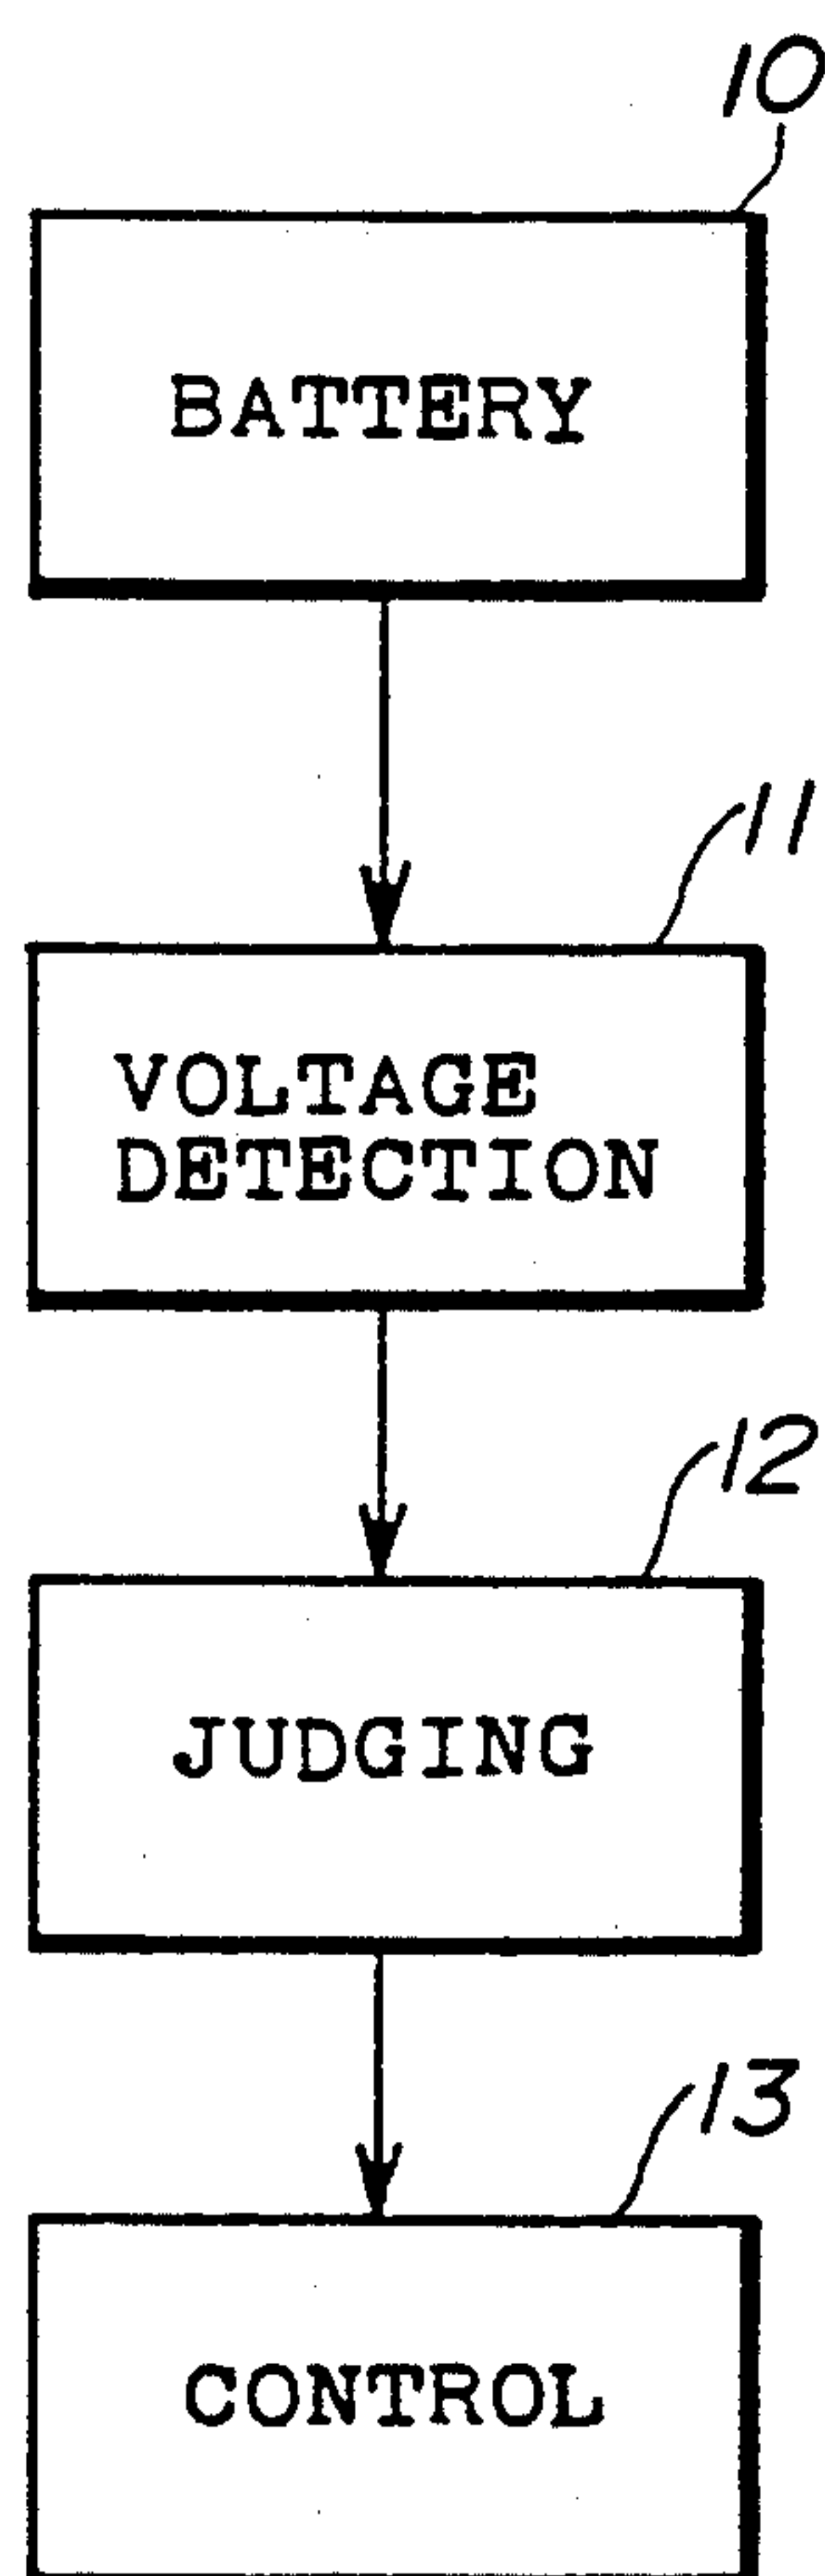 10
BATTERY
11
VOLTAGE
DETECTION
12
JUDGING
13
CONTROL